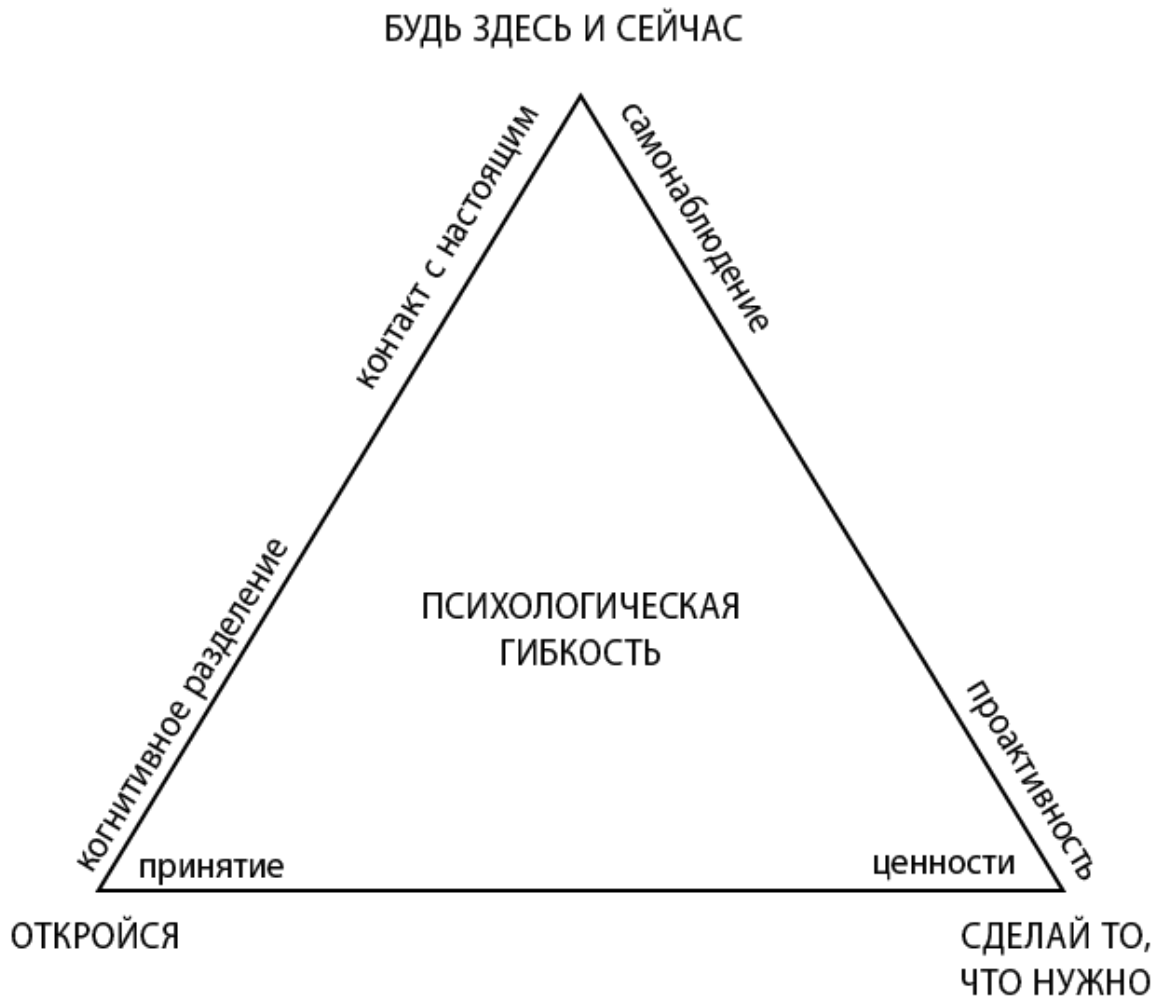 БУДЬ ЗДЕСЬ И СЕЙЧАС
контакт с настоящим
самонаблюдение
когнитивное разделение
ПСИХОЛОГИЧЕСКАЯ
ГИБКОСТЬ
проактивность
принятие
ценности
ОТКРОЙСЯ
СДЕЛАЙ ТО,
ЧТО НУЖНО